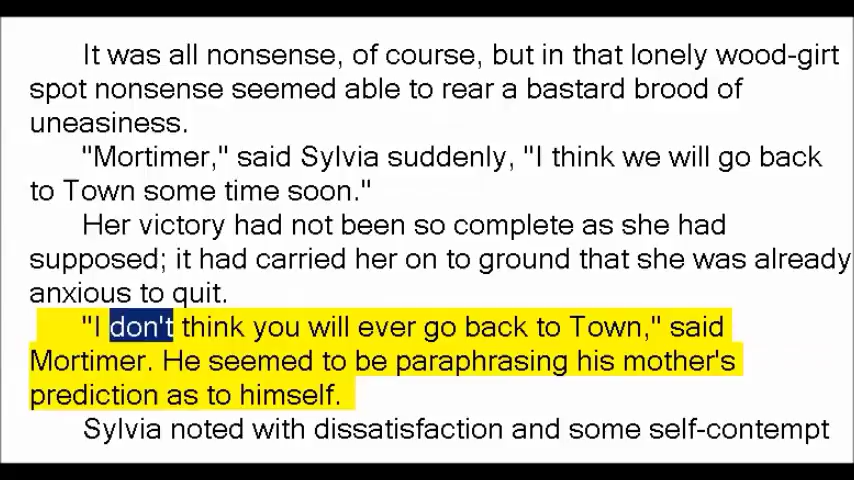 It was all nonsense, of course, but in that lonely wood-girt
spot nonsense seemed able to rear a bastard brood of
uneasiness.
"Mortimer," said Sylvia suddenly, "I think we will go back
to Town some time soon."
Her victory had not been so complete as she had
supposed; it had carried her on to ground that she was already
anxious to quit.
"I don't think you will ever go back to Town," said
Mortimer. He seemed to be paraphrasing his mother's
prediction as to himself.
Sylvia noted with dissatisfaction and some self-contempt